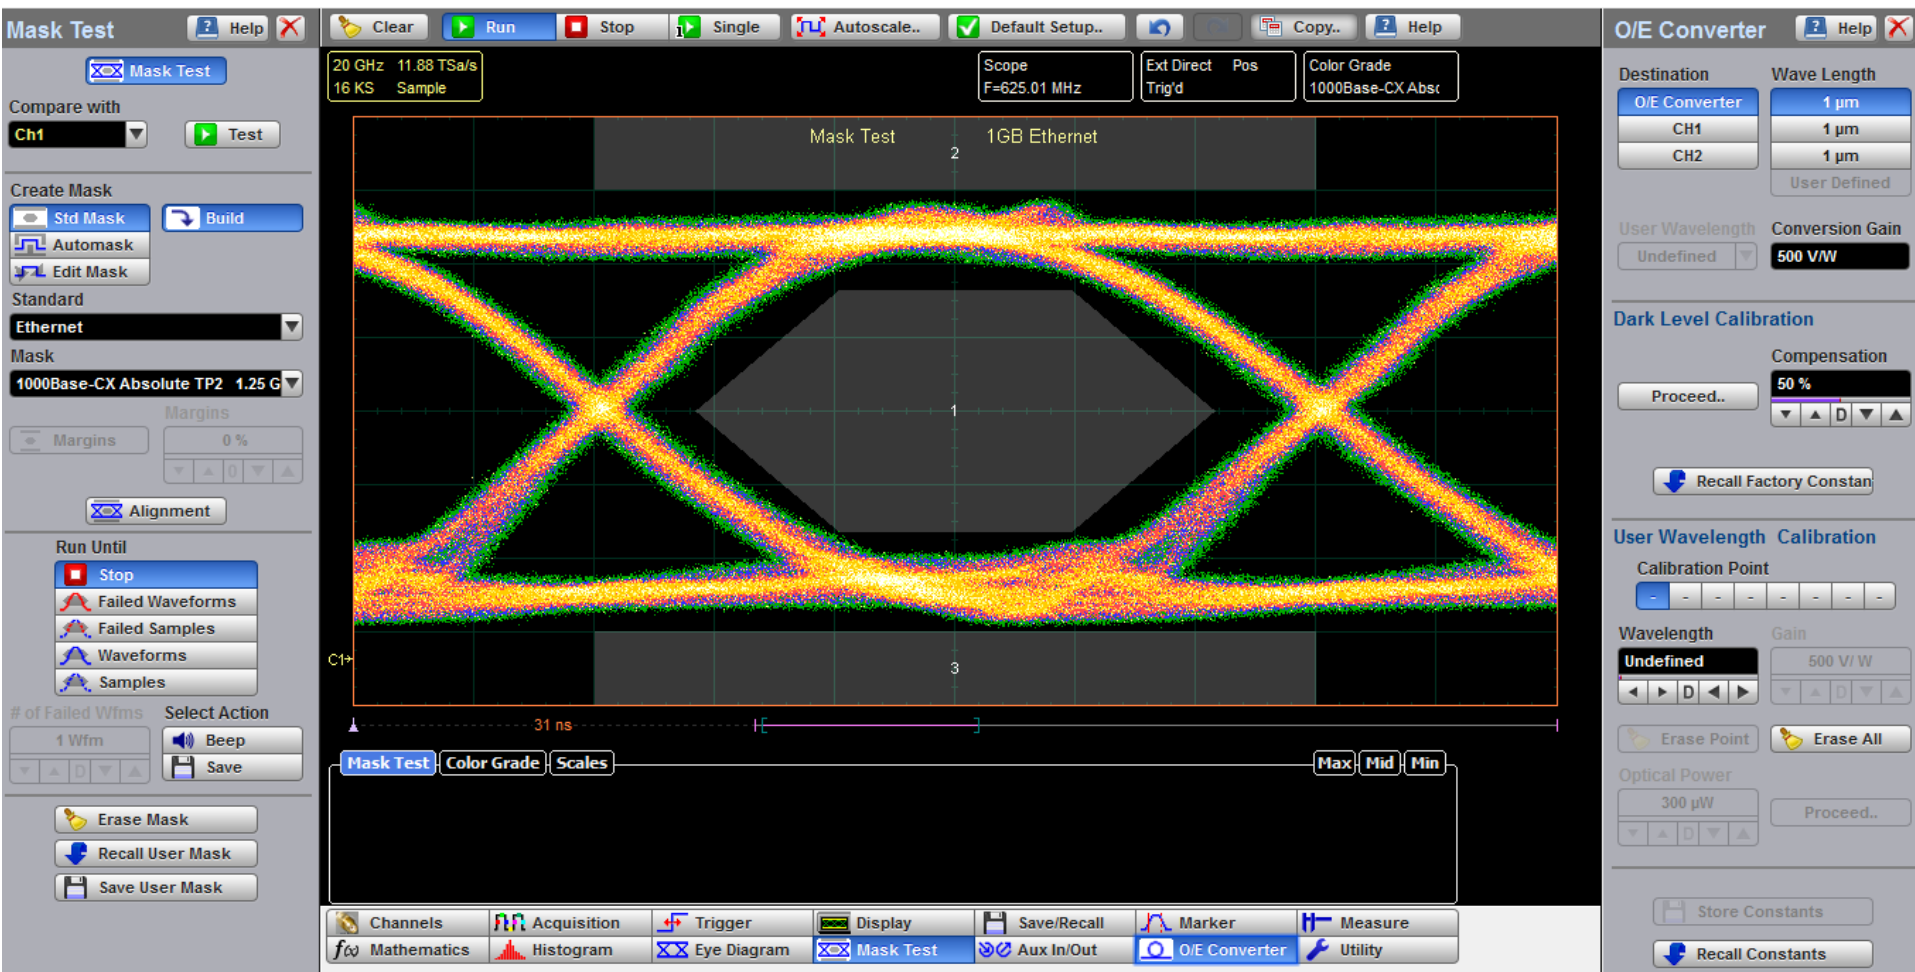 Mask Test
Help
Mask Test
Compare with
Ch1
Test
Create Mask
Std Mask
Build
Automask
Edit Mask
Standard
Ethernet
Mask
1000Base-CX Absolute TP2 1.25 G
Margins
Margins
0 %
0
Alignment
Run Until
Stop
Failed Waveforms
Failed Samples
Waveforms
Samples
# of Failed Wfms
Select Action
1 Wfm
Beep
D
Save
Erase Mask
Recall User Mask
Save User Mask
Clear
Run
Stop
Single
Autoscale..
Default Setup..
Copy..
Help
20 GHz 11.88 TSa/s
16 KS Sample
Scope
F=625.01 MHz
Ext Direct Pos
Trig'd
Color Grade
1000Base-CX Absc
Mask Test 1GB Ethernet
2
1
3
C1
31 ns
Mask Test
Color Grade
Scales
Max
Mid
Min
Channels
Acquisition
Trigger
Display
Save/Recall
Marker
Measure
f(x) Mathematics
Histogram
Eye Diagram
Mask Test
Aux In/Out
O/E Converter
Utility
O/E Converter
Help
Destination
Wave Length
O/E Converter
1 µm
CH1
1 µm
CH2
1 µm
User Defined
User Wavelength
Conversion Gain
Undefined
500 V/W
Dark Level Calibration
Compensation
50 %
Proceed..
D
Recall Factory Constan
User Wavelength Calibration
Calibration Point
- - - - - - - -
Wavelength
Gain
Undefined
500 V/ W
D
D
Erase Point
Erase All
Optical Power
300 µW
Proceed..
D
Store Constants
Recall Constants